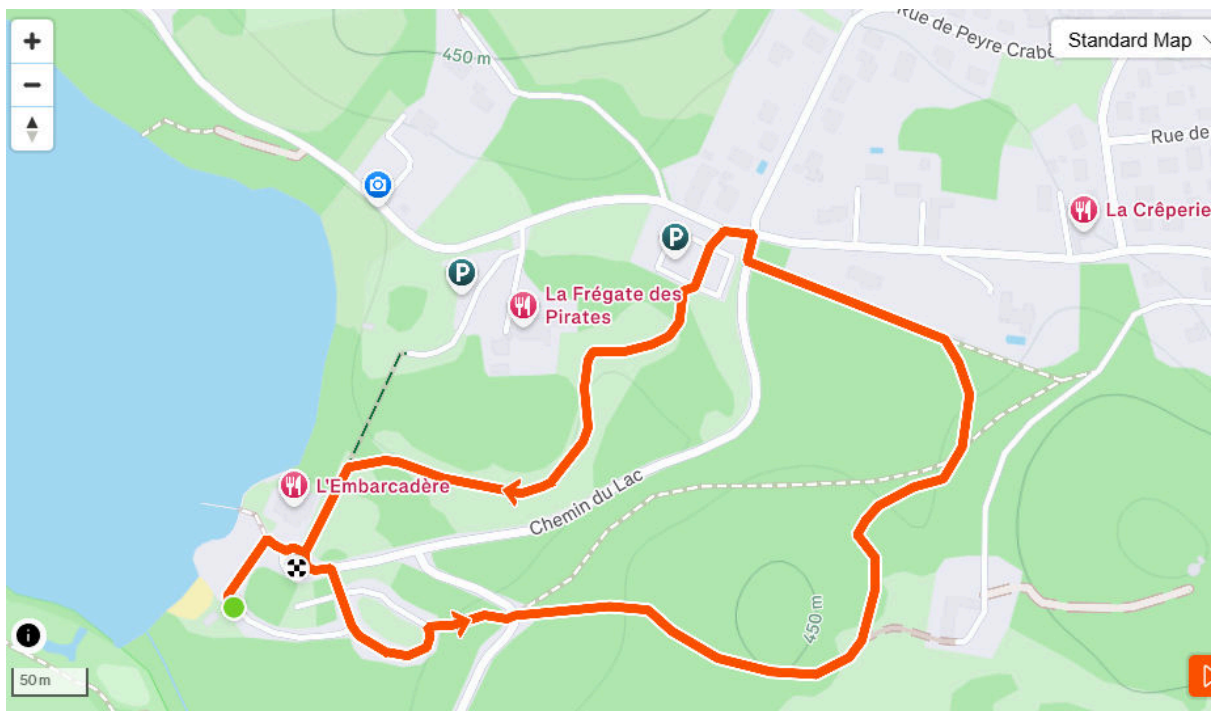 +
−
450 m
Rue de Peyre Crabè
Standard Map
Rue de
La Crêperie
P
P
La Frégate des
Pirates
L'Embarcadère
Chemin du Lac
450 m
i
50 m